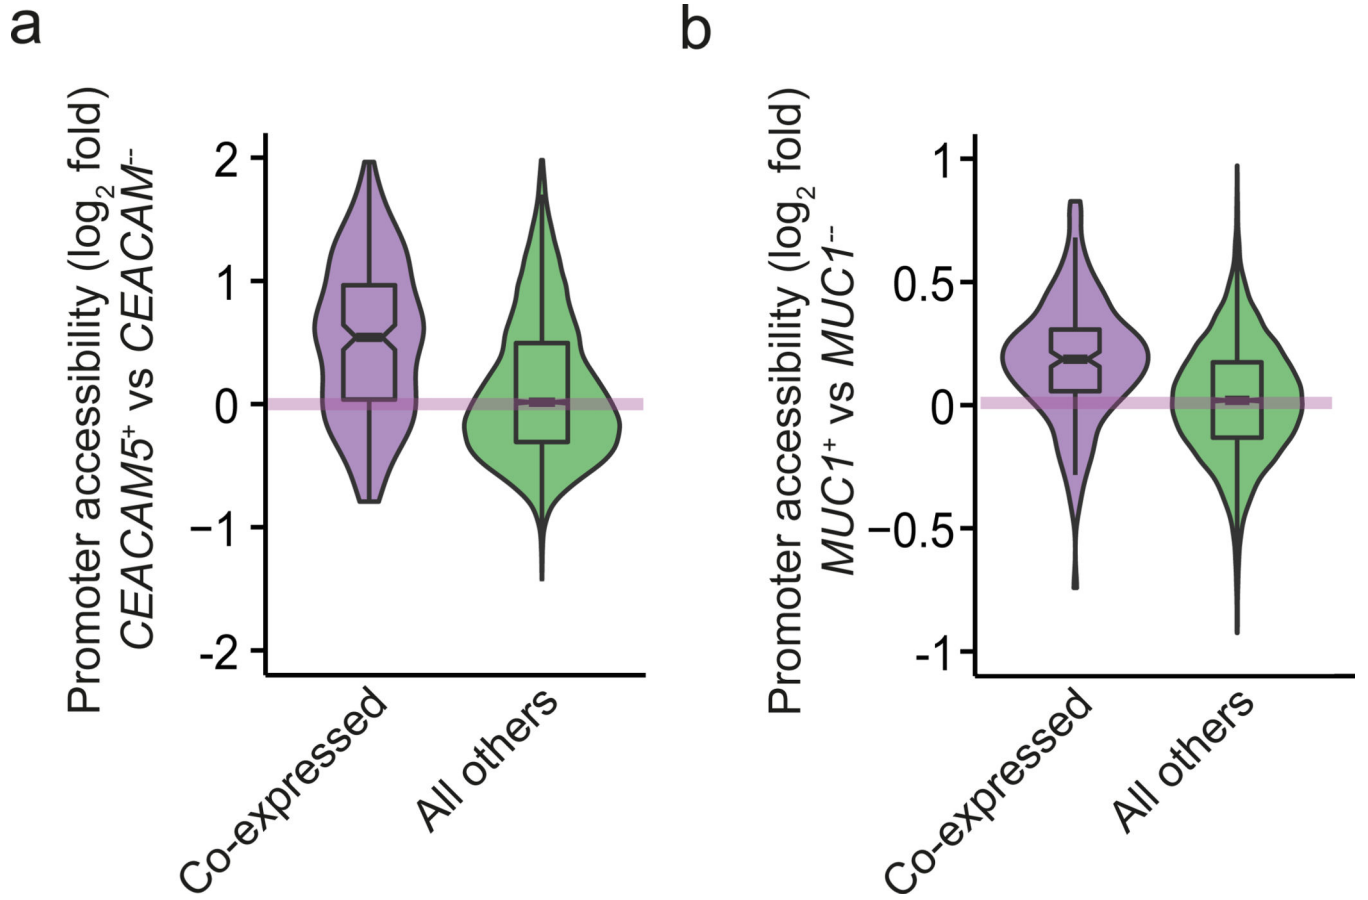 a
Promoter accessibility (log2 fold)
CEACAM5+ vs CEACAM--
2
1
0
−1
-2
Co-expressed
All others
b
Promoter accessibility (log2 fold)
MUC1+ vs MUC1--
1
0.5
0
−0.5
-1
Co-expressed
All others